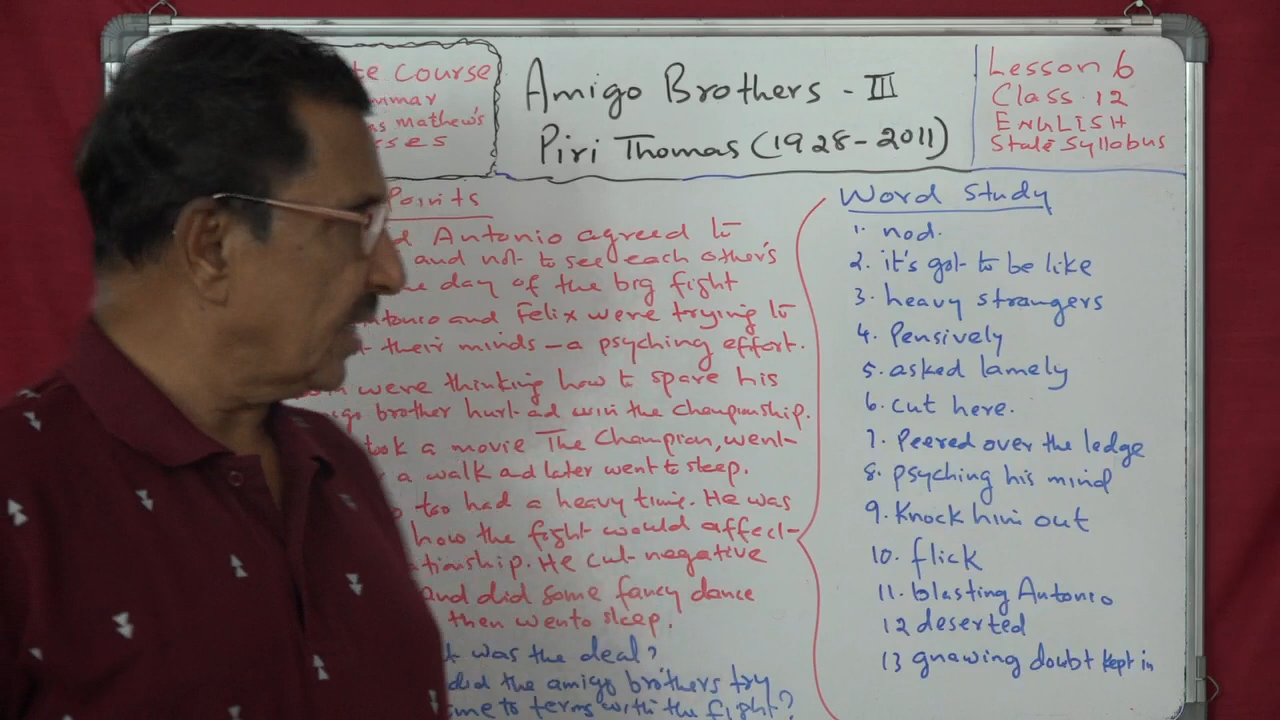 te Course
mmar
as Mathew's
sses
Amigo Brothers - III
Piri Thomas (1928-2011)
Lesson 6
Class 12
ENGLISH
State Syllabus
Points
d Antonio agreed to
and not to see each other's
the day of the big fight
ntonio and Felix were trying to
their minds - a psyching effort.
were thinking how to spare his
brother hurt ad win the championship.
took a movie The Champion, went
a walk and later went to sleep.
too had a heavy time. He was
how the fight would affect
tionship. He cut negative
and did some fancy dance
then wento sleep.
t was the deal?
did the amigo brothers try
me to terms with the fight?
Word Study
1. nod.
2. it's got to be like
3. heavy strangers
4. Pensively
5. asked lamely
6. cut here.
7. Peered over the ledge
8. psyching his mind
9. Knock him out
10. flick
11. blasting Antonio
12 deserted
13 gnawing doubt kept in